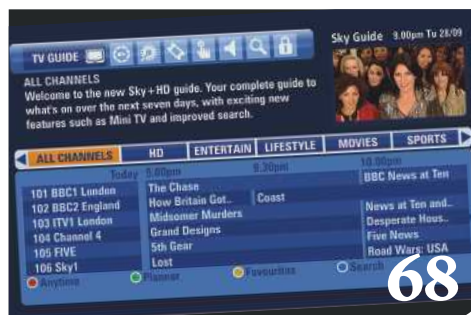 Sky Guide 9.00pm Tu 28/09
TV GUIDE
ALL CHANNELS
Welcome to the new Sky+HD guide. Your complete guide to
what's on over the next seven days, with exciting new
features such as Mini TV and improved search.
ALL CHANNELS HD ENTERTAIN LIFESTYLE MOVIES SPORTS
Today 9.00pm 9.30pm 10.00pm
101 BBC1 London The Chase BBC News at Ten
102 BBC2 England How Britain Got.. Coast
103 ITV1 London Midsomer Murders News at Ten and..
104 Channel 4 Grand Designs Desperate Hous..
105 FIVE 5th Gear Five News
106 Sky1 Lost Road Wars: USA
Anytime Planner Favourites Search
68